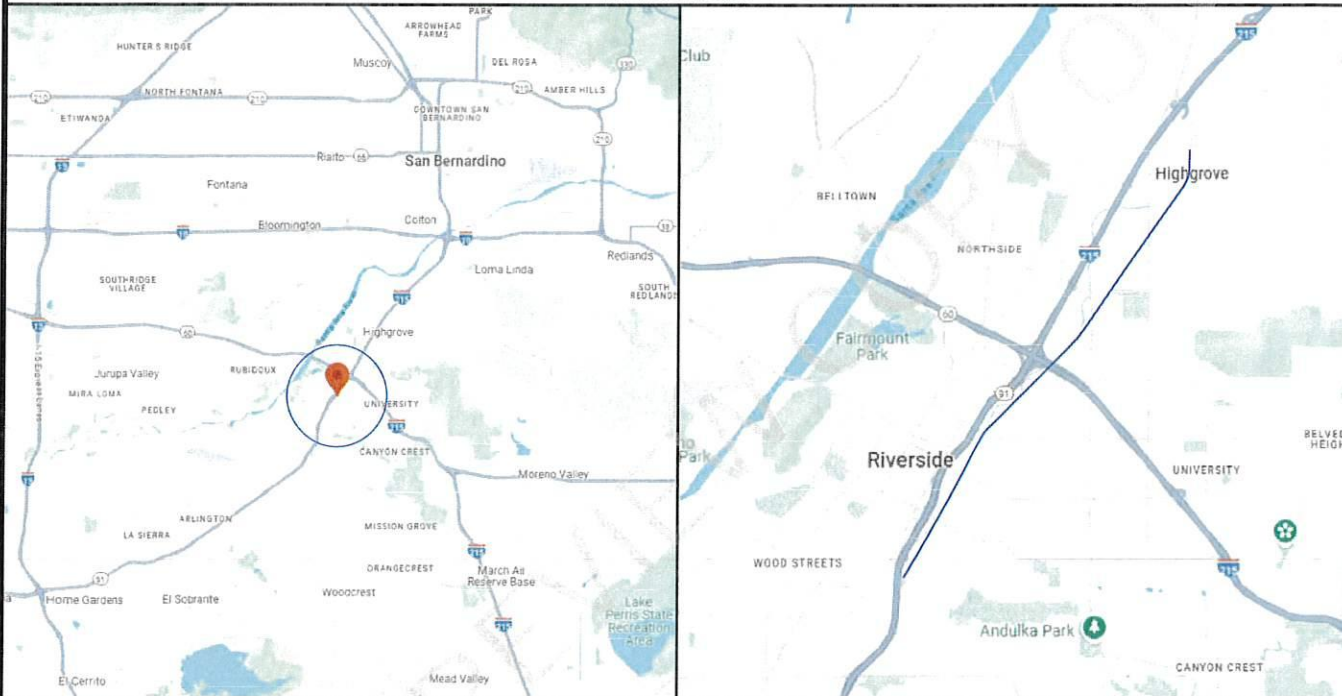 PARK
ARROWHEAD
FARMS
HUNTER S RIDGE
Muscoy
DEL ROSA
330
210
NORTH FONTANA
210
210
AMBER HILLS
ETIWANDA
DOWNTOWN SAN
BERNARDINO
210
15
Rialto
66
San Bernardino
Fontana
Bloomington
Colton
10
10
38
Redlands
SOUTHRIDGE
VILLAGE
Loma Linda
SOUTH
REDLANDS
215
15
60
Highgrove
Jurupa Valley
RUBIDOUX
MIRA LOMA
PEDLEY
UNIVERSITY
215
CANYON CREST
15
Moreno Valley
ARLINGTON
LA SIERRA
MISSION GROVE
215
ORANGECREST
March As
Reserve Base
91
Woodcrest
Home Gardens
El Sobrante
Lake
Perris State
Recreation
Area
215
El Cerrito
Mead Valley
Club
215
Highgrove
BELLTOWN
NORTHSIDE
215
60
Fairmount
Park
91
Park
Riverside
BELVED
HEIGH
UNIVERSITY
WOOD STREETS
215
Andulka Park
CANYON CREST